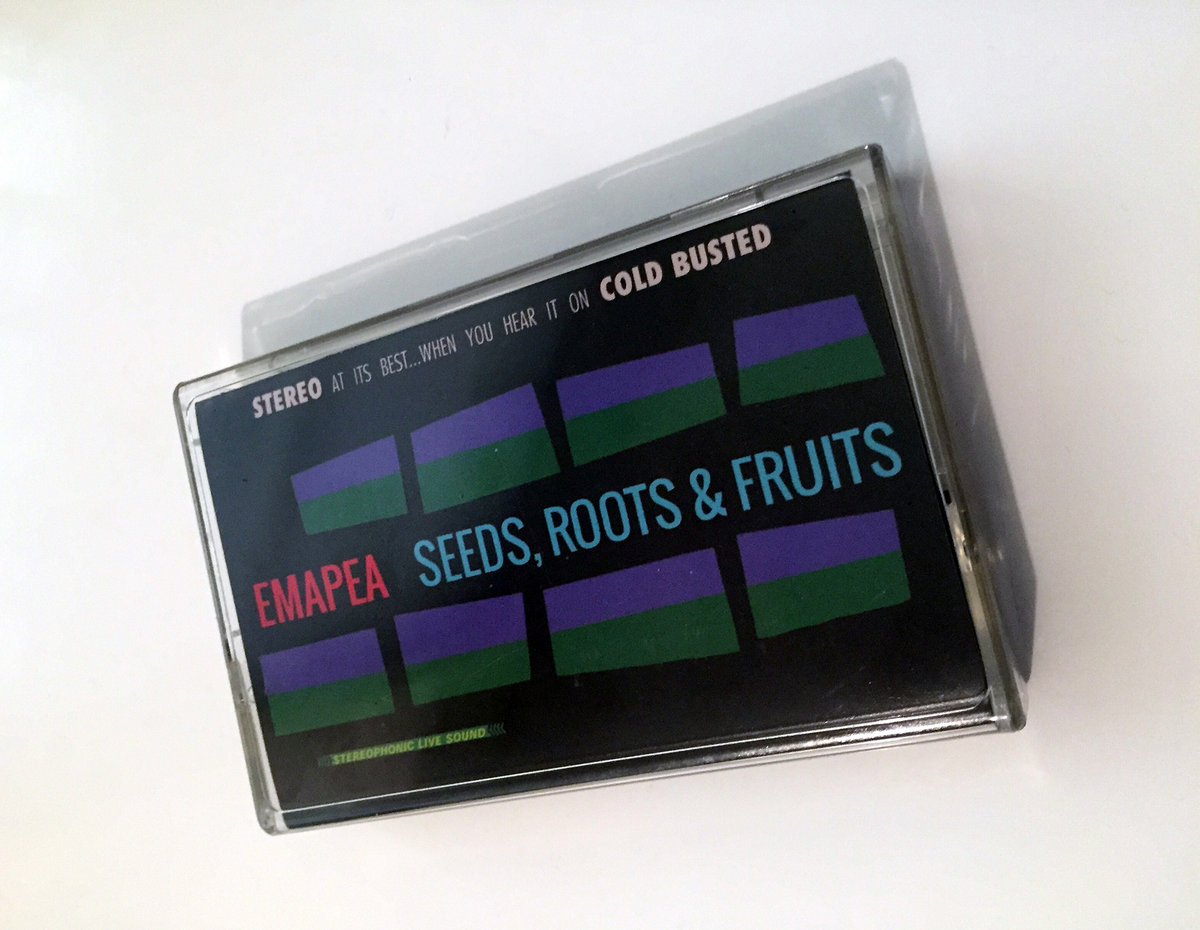 STEREO AT ITS BEST...WHEN YOU HEAR IT ON COLD BUSTED
EMAPEA SEEDS, ROOTS & FRUITS
STEREOPHONIC LIVE SOUND